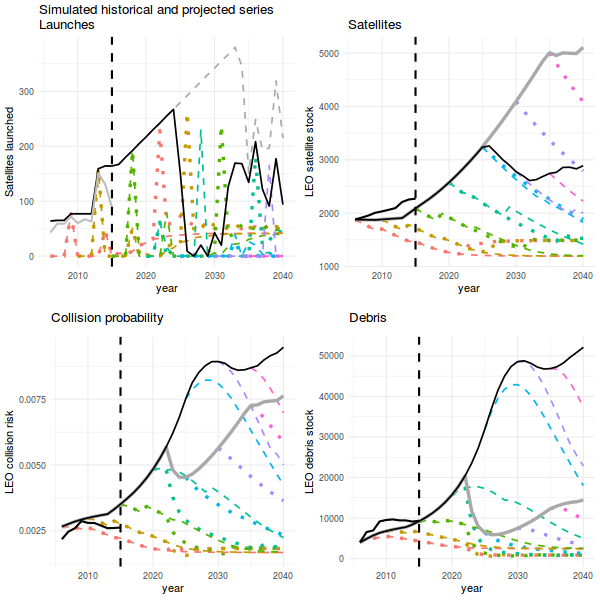 Simulated historical and projected series
Launches
Satellites launched
300
200
100
0
2010
2020
2030
2040
year
Satellites
LEO satellite stock
5000
4000
3000
2000
1000
2010
2020
2030
2040
year
Collision probability
LEO collision risk
0.0075
0.0050
0.0025
2010
2020
2030
2040
year
Debris
LEO debris stock
50000
40000
30000
20000
10000
0
2010
2020
2030
2040
year